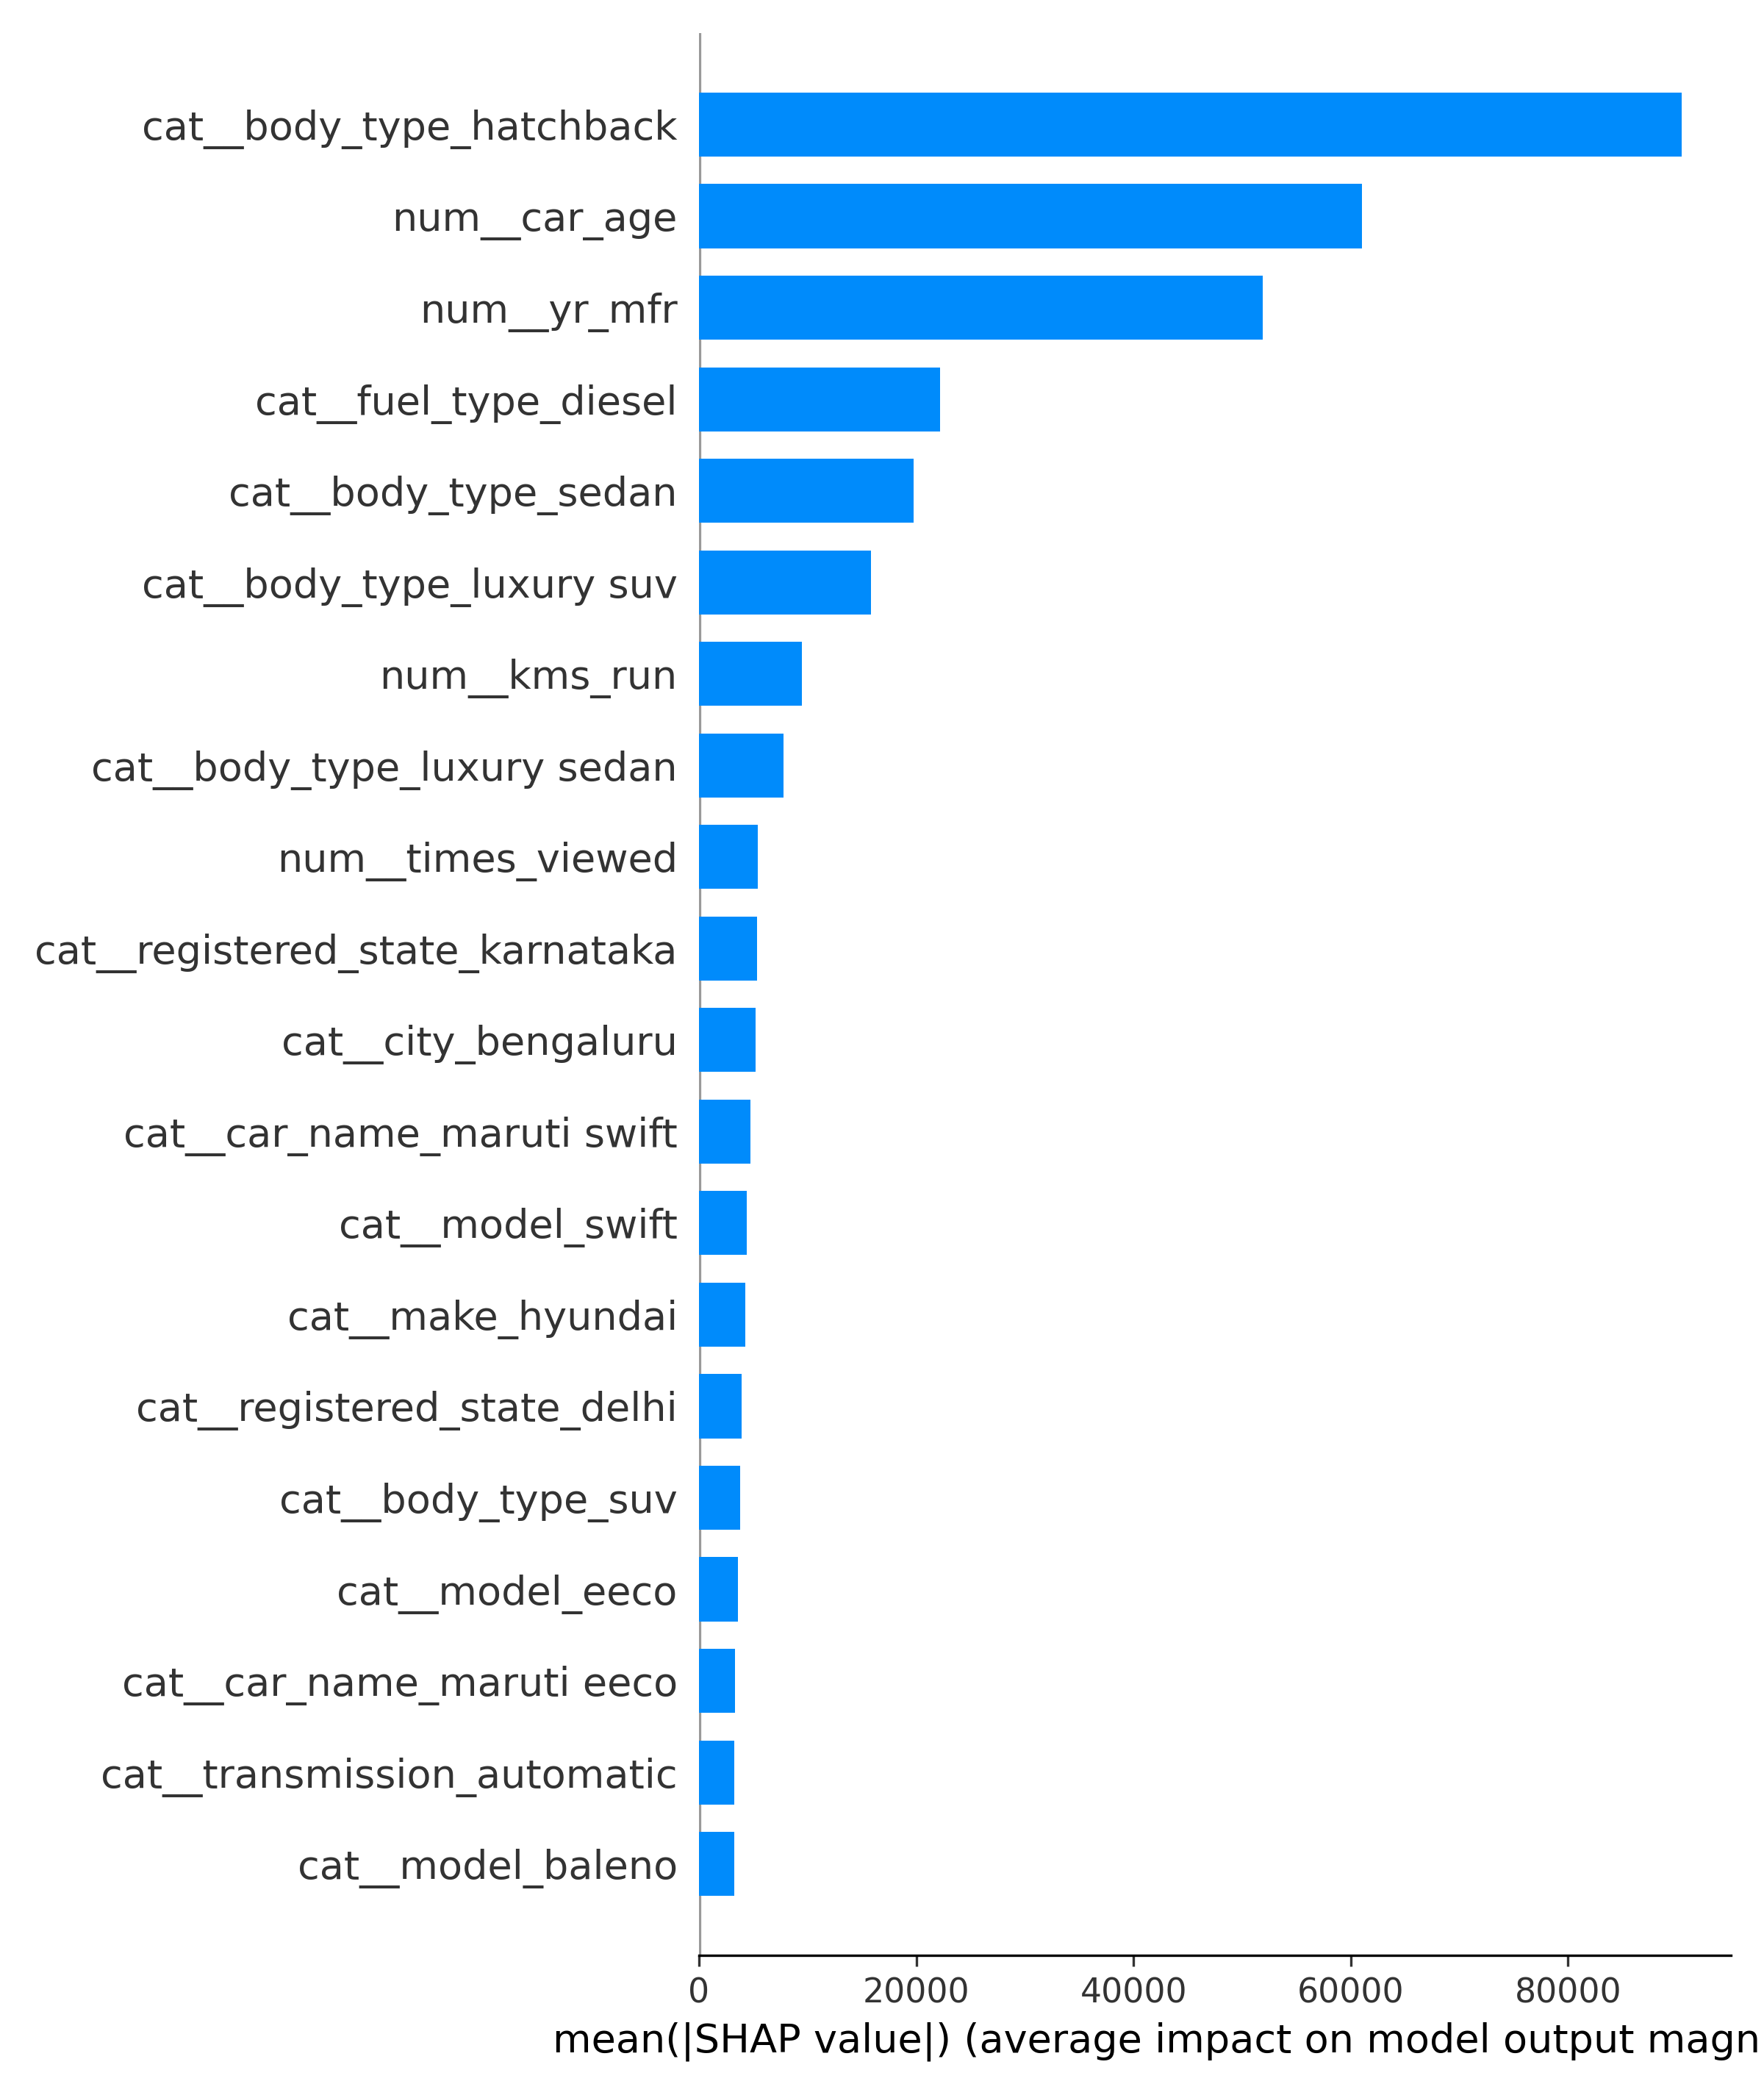 cat__body_type_hatchback
num__car_age
num__yr_mfr
cat__fuel_type_diesel
cat__body_type_sedan
cat__body_type_luxury suv
num__kms_run
cat__body_type_luxury sedan
num__times_viewed
cat__registered_state_karnataka
cat__city_bengaluru
cat__car_name_maruti swift
cat__model_swift
cat__make_hyundai
cat__registered_state_delhi
cat__body_type_suv
cat__model_eeco
cat__car_name_maruti eeco
cat__transmission_automatic
cat__model_baleno
0 20000 40000 60000 80000
mean(|SHAP value|) (average impact on model output magn